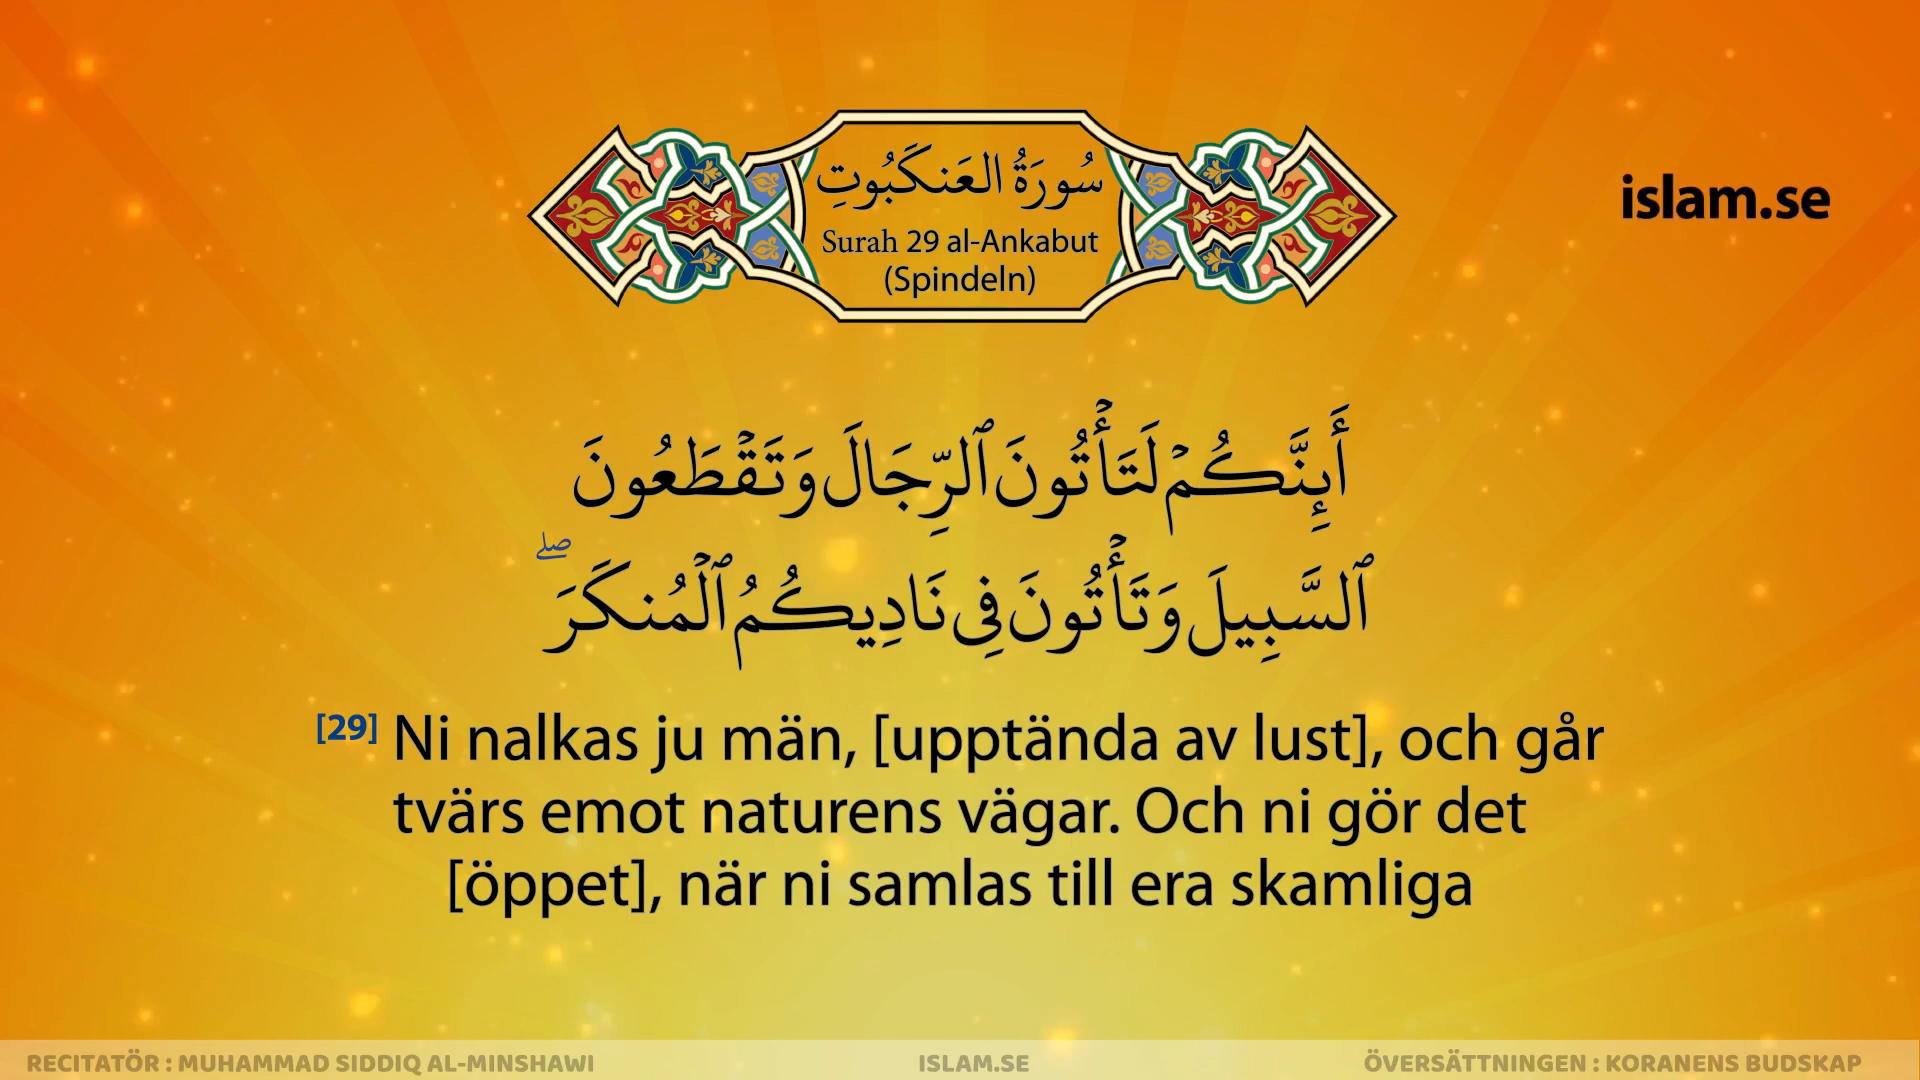 سُورَةُ العَنكَبُوتِ
Surah 29 al-Ankabut
(Spindeln)
islam.se
أَئِنَّكُمۡ لَتَأۡتُونَ ٱلرِّجَالَ وَتَقۡطَعُونَ
ٱلسَّبِيلَ وَتَأۡتُونَ فِي نَادِيكُمُ ٱلۡمُنكَرَۖ
[29] Ni nalkas ju män, [upptända av lust], och går
tvärs emot naturens vägar. Och ni gör det
[öppet], när ni samlas till era skamliga
RECITATÖR : MUHAMMAD SIDDIQ AL-MINSHAWI
ISLAM.SE
ÖVERSÄTTNINGEN : KORANENS BUDSKAP